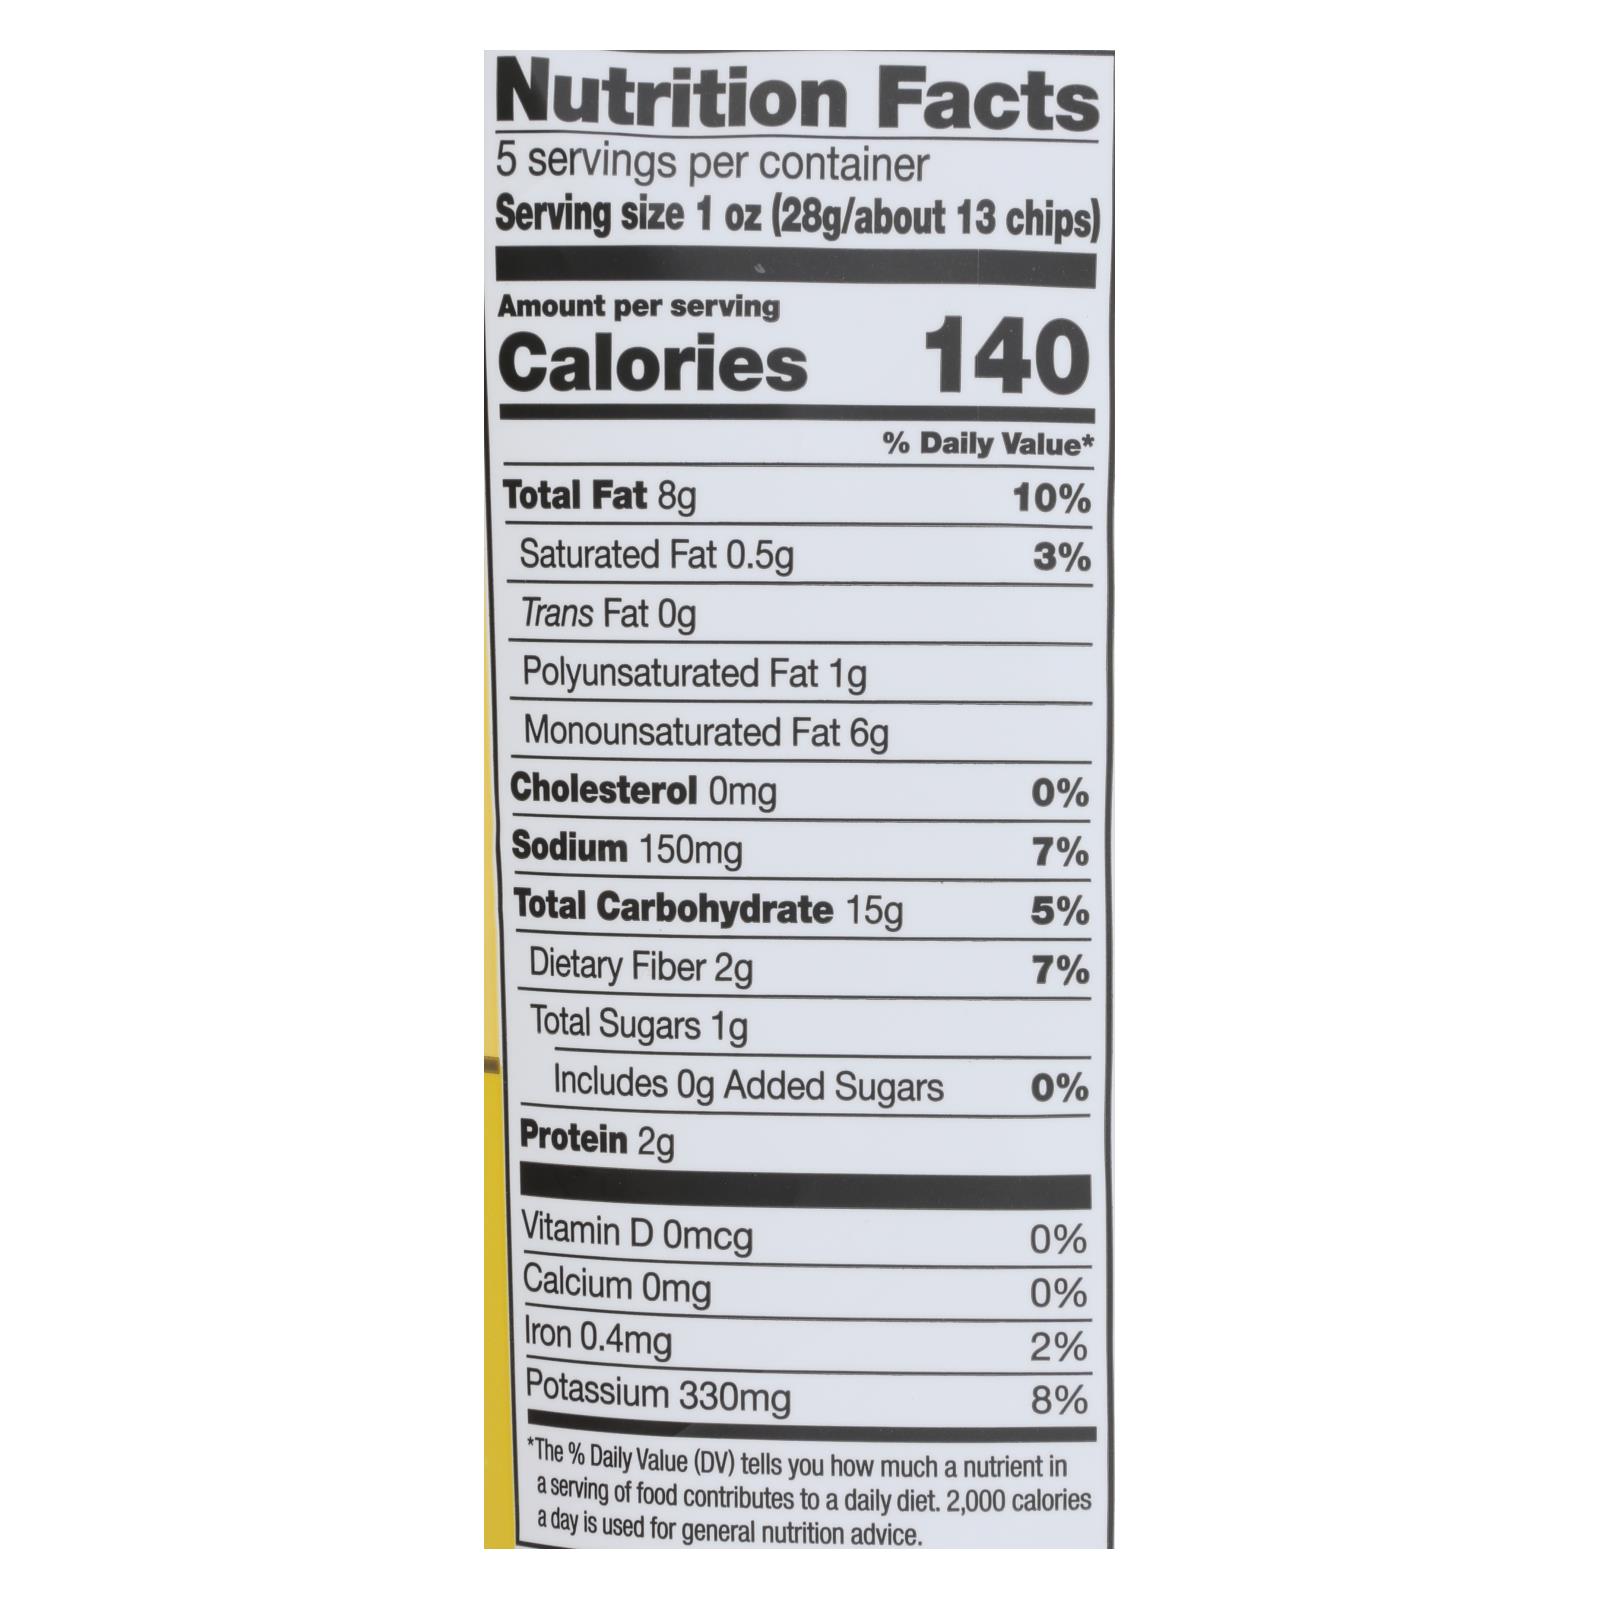 Nutrition Facts
5 servings per container
Serving size 1 oz (28g/about 13 chips)
Amount per serving
Calories 140
% Daily Value*
Total Fat 8g 10%
Saturated Fat 0.5g 3%
Trans Fat 0g
Polyunsaturated Fat 1g
Monounsaturated Fat 6g
Cholesterol 0mg 0%
Sodium 150mg 7%
Total Carbohydrate 15g 5%
Dietary Fiber 2g 7%
Total Sugars 1g
Includes 0g Added Sugars 0%
Protein 2g
Vitamin D 0mcg 0%
Calcium 0mg 0%
Iron 0.4mg 2%
Potassium 330mg 8%
*The % Daily Value (DV) tells you how much a nutrient in
a serving of food contributes to a daily diet. 2,000 calories
a day is used for general nutrition advice.